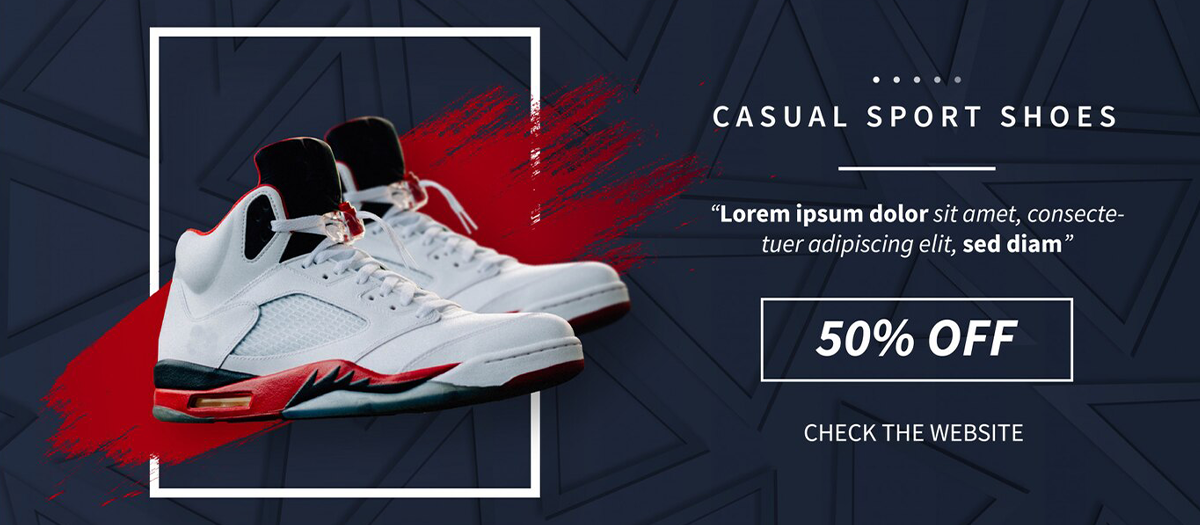 CASUAL SPORT SHOES
“Lorem ipsum dolor sit amet, consecte-
tuer adipiscing elit, sed diam”
50% OFF
CHECK THE WEBSITE